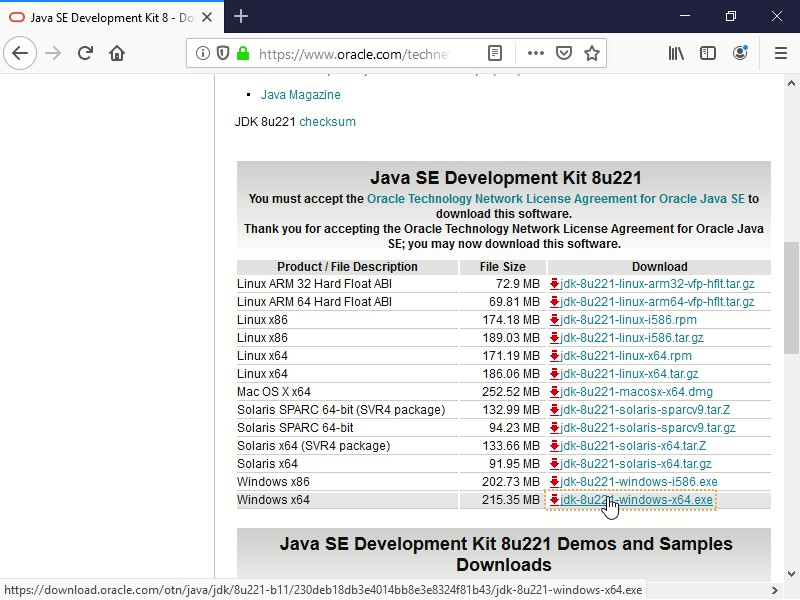 Java SE Development Kit 8 - Do
https://www.oracle.com/techne
Java Magazine
JDK 8u221 checksum
Java SE Development Kit 8u221
You must accept the Oracle Technology Network License Agreement for Oracle Java SE to
download this software.
Thank you for accepting the Oracle Technology Network License Agreement for Oracle Java
SE; you may now download this software.
Product / File Description File Size Download
Linux ARM 32 Hard Float ABI 72.9 MB jdk-8u221-linux-arm32-vfp-hflt.tar.gz
Linux ARM 64 Hard Float ABI 69.81 MB jdk-8u221-linux-arm64-vfp-hflt.tar.gz
Linux x86 174.18 MB jdk-8u221-linux-i586.rpm
Linux x86 189.03 MB jdk-8u221-linux-i586.tar.gz
Linux x64 171.19 MB jdk-8u221-linux-x64.rpm
Linux x64 186.06 MB jdk-8u221-linux-x64.tar.gz
Mac OS X x64 252.52 MB jdk-8u221-macosx-x64.dmg
Solaris SPARC 64-bit (SVR4 package) 132.99 MB jdk-8u221-solaris-sparcv9.tar.Z
Solaris SPARC 64-bit 94.23 MB jdk-8u221-solaris-sparcv9.tar.gz
Solaris x64 (SVR4 package) 133.66 MB jdk-8u221-solaris-x64.tar.Z
Solaris x64 91.95 MB jdk-8u221-solaris-x64.tar.gz
Windows x86 202.73 MB jdk-8u221-windows-i586.exe
Windows x64 215.35 MB jdk-8u221-windows-x64.exe
Java SE Development Kit 8u221 Demos and Samples
Downloads
https://download.oracle.com/otn/java/jdk/8u221-b11/230deb18db3e4014bb8e3e8324f81b43/jdk-8u221-windows-x64.exe